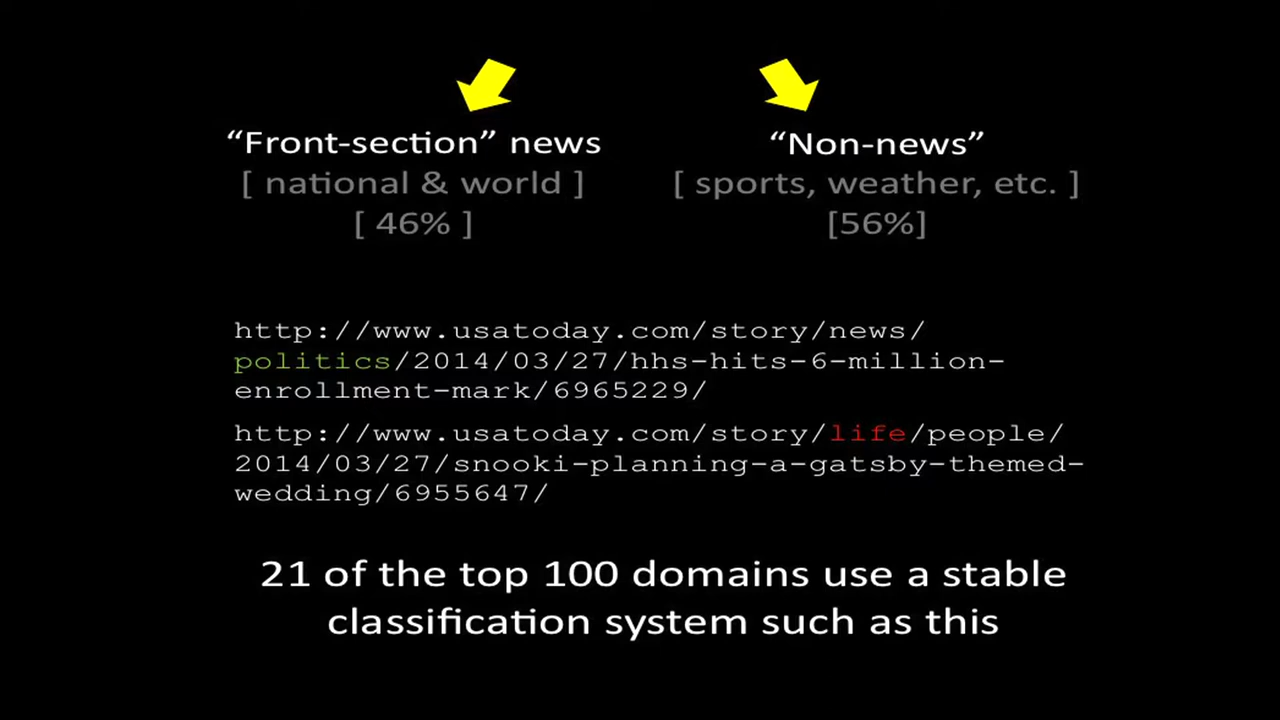 “Front-section” news
[ national & world ]
[ 46% ]
“Non-news”
[ sports, weather, etc. ]
[56%]
http://www.usatoday.com/story/news/
politics/2014/03/27/hhs-hits-6-million-
enrollment-mark/6965229/
http://www.usatoday.com/story/life/people/
2014/03/27/snooki-planning-a-gatsby-themed-
wedding/6955647/
21 of the top 100 domains use a stable
classification system such as this